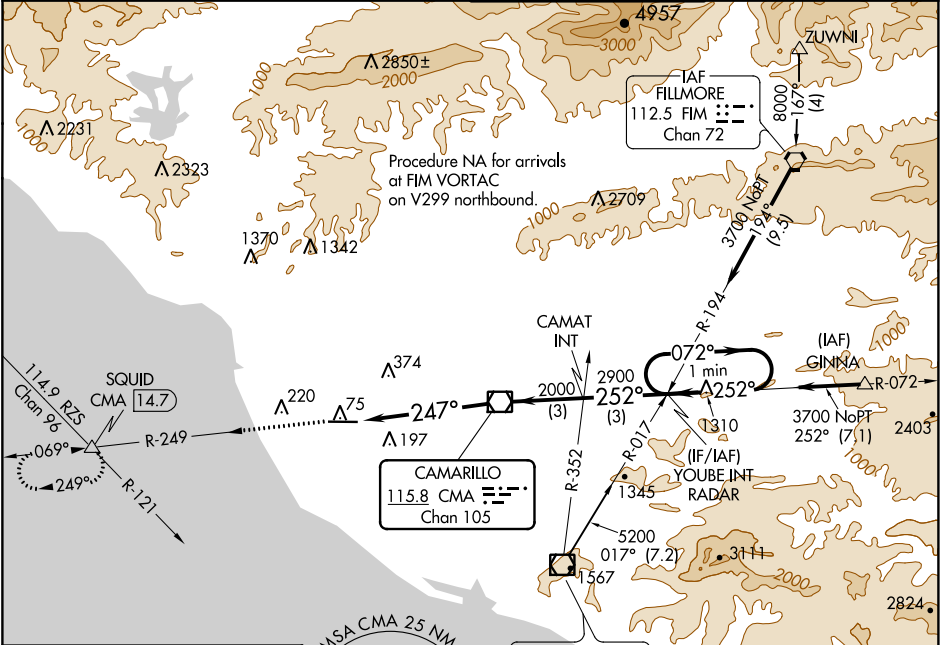 4957
3000
ZUWNI
1000
2850±
2000
IAF
FILLMORE
112.5 FIM
Chan 72
8000
167°
(4)
2231
1000
2323
Procedure NA for arrivals
at FIM VORTAC
on V299 northbound.
1000
2709
3700 NoPT
194°
(9.5)
1370
1342
R-194
CAMAT
INT
(IAF)
GINNA
1000
072°
1 min
114.9 RZS
Chan 96
SQUID
CMA 14.7
374
2000
(3)
2900
252°
(3)
252°
R-072
220
75
247°
3700 NoPT
252° (7.1)
1310
2403
R-249
197
R-017
(IF/IAF)
YOUBE INT
RADAR
069°
249°
R-121
CAMARILLO
115.8 CMA
Chan 105
R-352
1345
5200
017° (7.2)
3111
1567
2000
2824
MSA CMA 25 NM